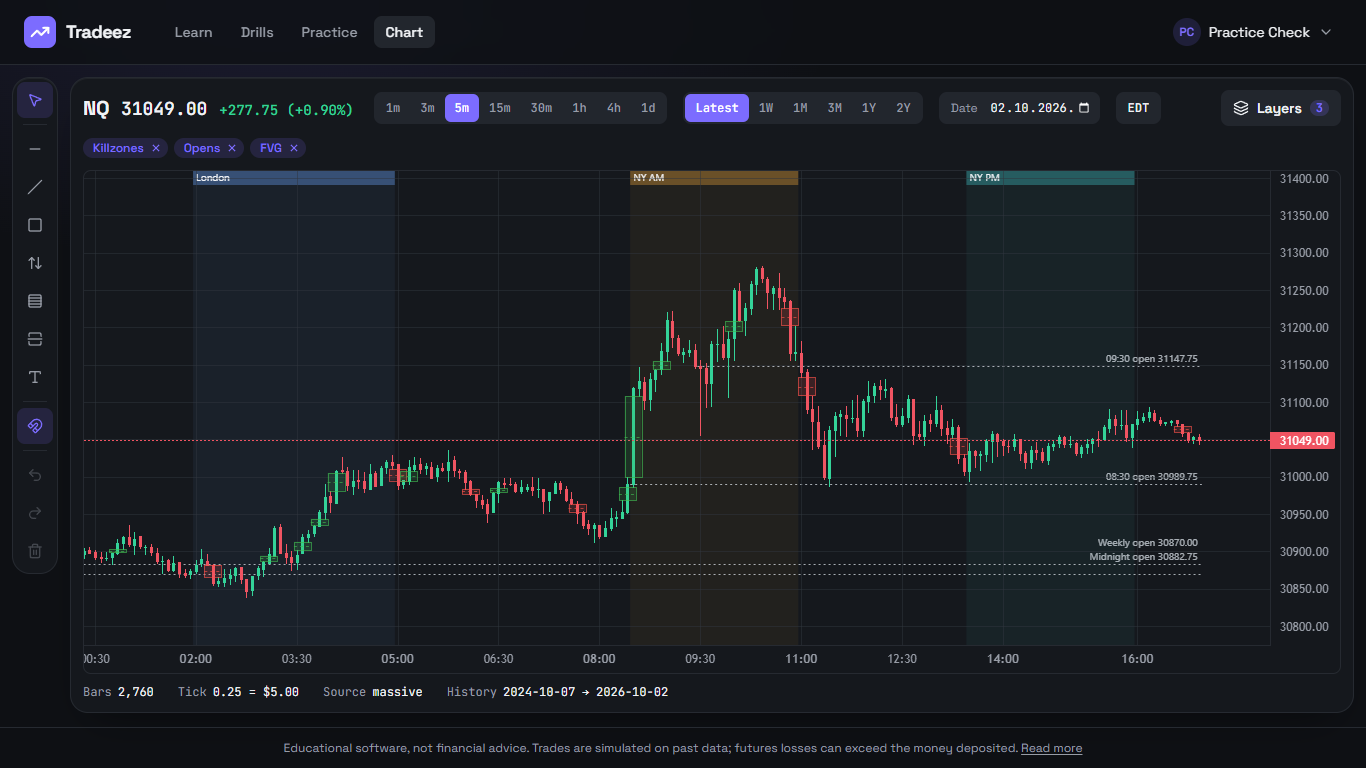 Tradeez Learn Drills Practice Chart PC Practice Check
NQ 31049.00 +277.75 (+0.90%) 1m 3m 5m 15m 30m 1h 4h 1d Latest 1W 1M 3M 1Y 2Y Date 02.10.2026. EDT Layers 3
Killzones × Opens × FVG ×
London NY AM NY PM
31400.00
31350.00
31300.00
31250.00
31200.00
09:30 open 31147.75
31150.00
31100.00
31049.00
08:30 open 30989.75
31000.00
30950.00
Weekly open 30870.00
30900.00
Midnight open 30882.75
30850.00
30800.00
00:30 02:00 03:30 05:00 06:30 08:00 09:30 11:00 12:30 14:00 16:00
Bars 2,760 Tick 0.25 = $5.00 Source massive History 2024-10-07 → 2026-10-02
Educational software, not financial advice. Trades are simulated on past data; futures losses can exceed the money deposited. Read more